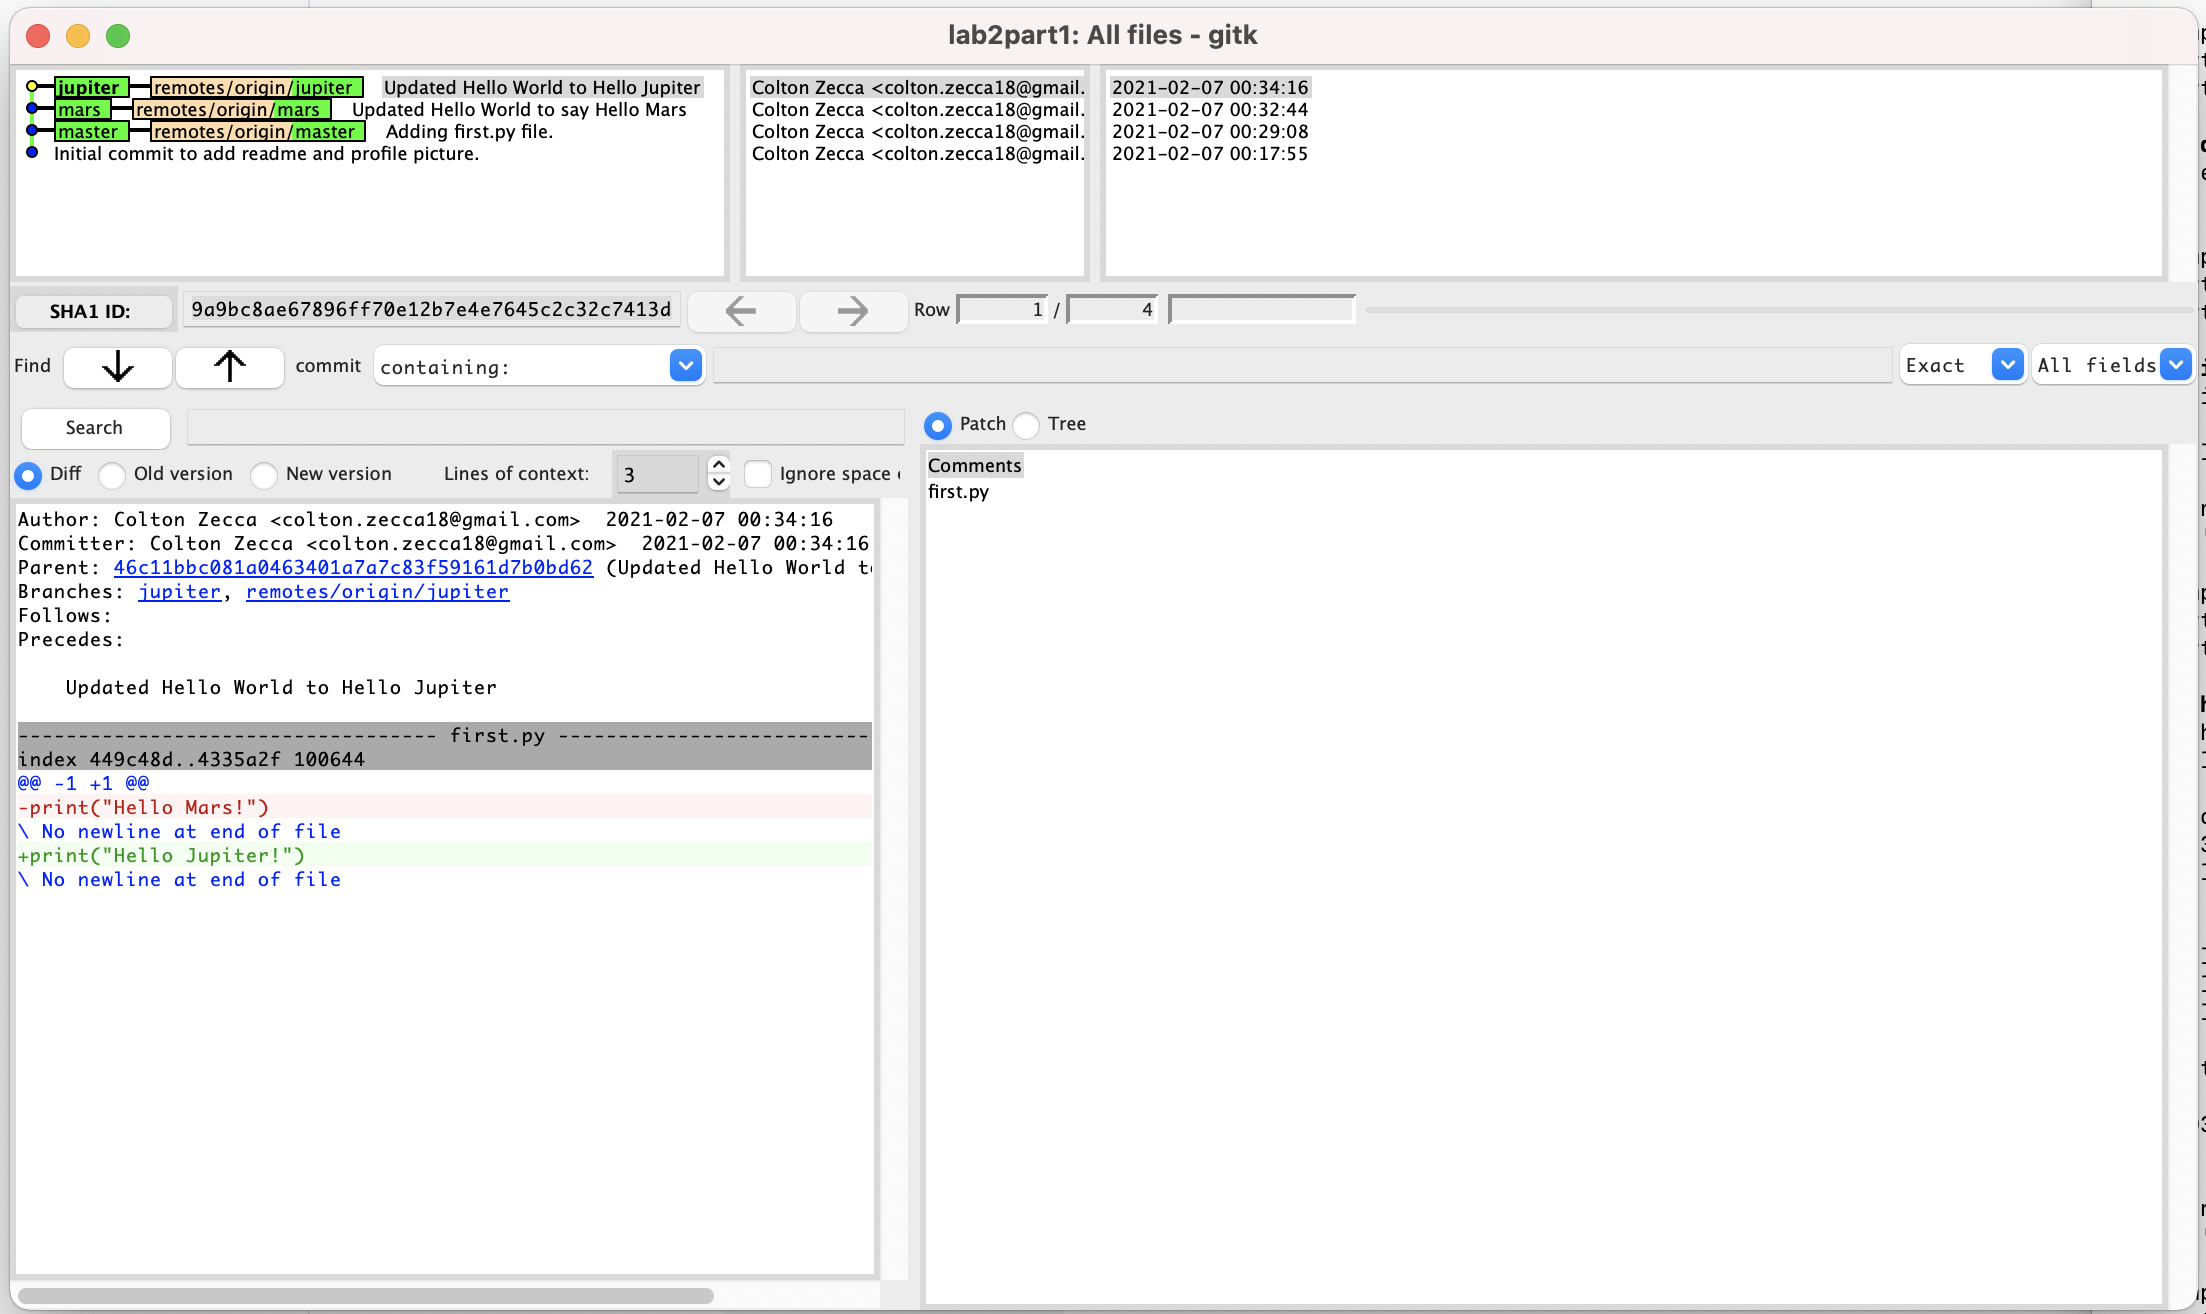 lab2part1: All files - gitk
jupiter remotes/origin/jupiter Updated Hello World to Hello Jupiter Colton Zecca <colton.zecca18@gmail. 2021-02-07 00:34:16
mars remotes/origin/mars Updated Hello World to say Hello Mars Colton Zecca <colton.zecca18@gmail. 2021-02-07 00:32:44
master remotes/origin/master Adding first.py file. Colton Zecca <colton.zecca18@gmail. 2021-02-07 00:29:08
Initial commit to add readme and profile picture. Colton Zecca <colton.zecca18@gmail. 2021-02-07 00:17:55
SHA1 ID: 9a9bc8ae67896ff70e12b7e4e7645c2c32c7413d Row 1 / 4
Find commit containing: Exact All fields
Search
Patch Tree
Diff Old version New version Lines of context: 3 Ignore space
Comments
first.py
Author: Colton Zecca <colton.zecca18@gmail.com>  2021-02-07 00:34:16
Committer: Colton Zecca <colton.zecca18@gmail.com>  2021-02-07 00:34:16
Parent: 46c11bbc081a0463401a7a7c83f59161d7b0bd62 (Updated Hello World
Branches: jupiter, remotes/origin/jupiter
Follows:
Precedes:
Updated Hello World to Hello Jupiter
----------------------------------- first.py --------------------------
index 449c48d..4335a2f 100644
@@ -1 +1 @@
-print("Hello Mars!")
\ No newline at end of file
+print("Hello Jupiter!")
\ No newline at end of file